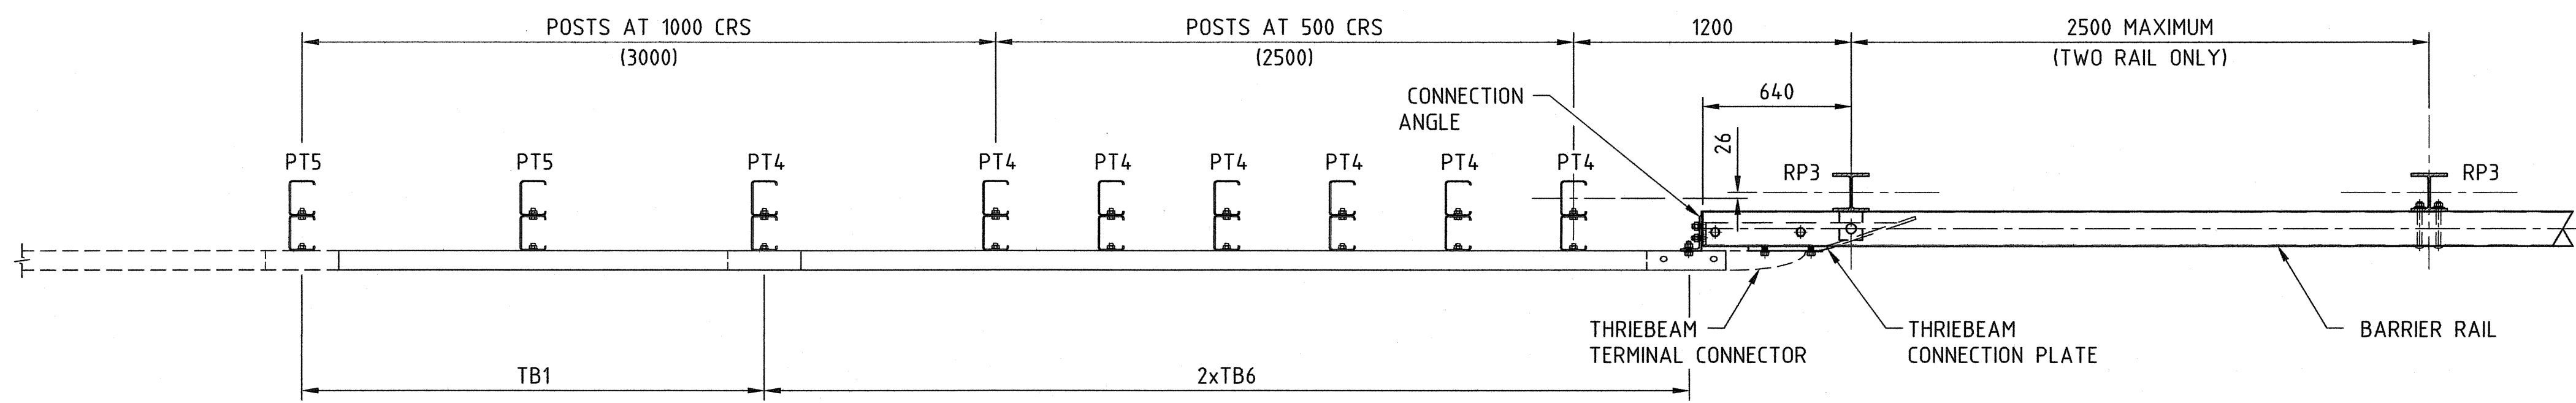 POSTS AT 1000 CRS
(3000)
POSTS AT 500 CRS
(2500)
1200
2500 MAXIMUM
(TWO RAIL ONLY)
CONNECTION
ANGLE
640
26
PT5
PT5
PT4
PT4
PT4
PT4
PT4
PT4
PT4
RP3
RP3
THRIEBEAM
TERMINAL CONNECTOR
THRIEBEAM
CONNECTION PLATE
BARRIER RAIL
TB1
2xTB6